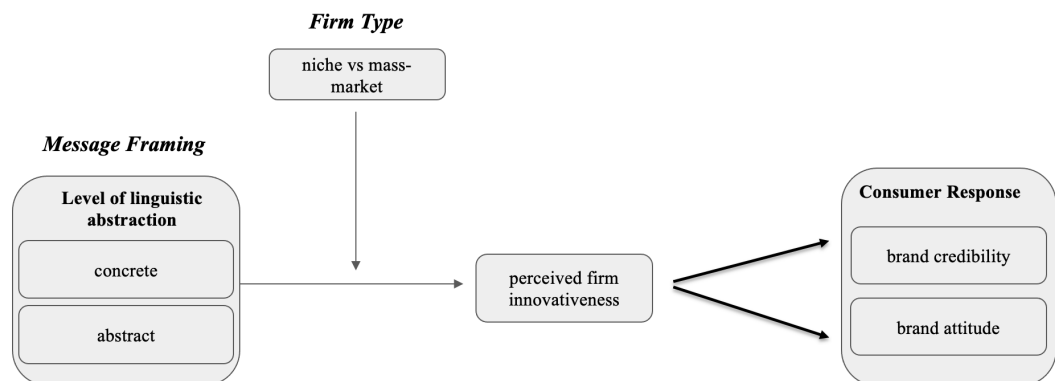 Firm Type
niche vs mass-
market
Message Framing
Level of linguistic
abstraction
concrete
abstract
perceived firm
innovativeness
Consumer Response
brand credibility
brand attitude